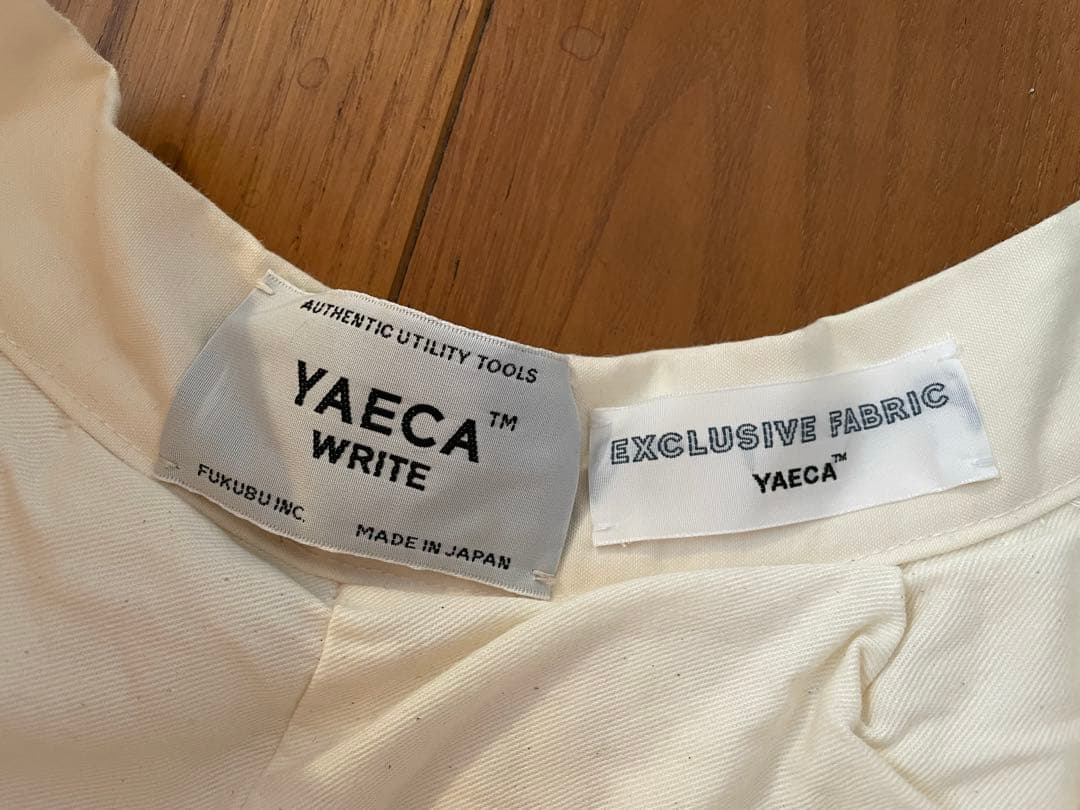 AUTHENTIC UTILITY TOOLS
YAECA™
WRITE
FUKUBU INC.
MADE IN JAPAN
EXCLUSIVE FABRIC
YAECA™